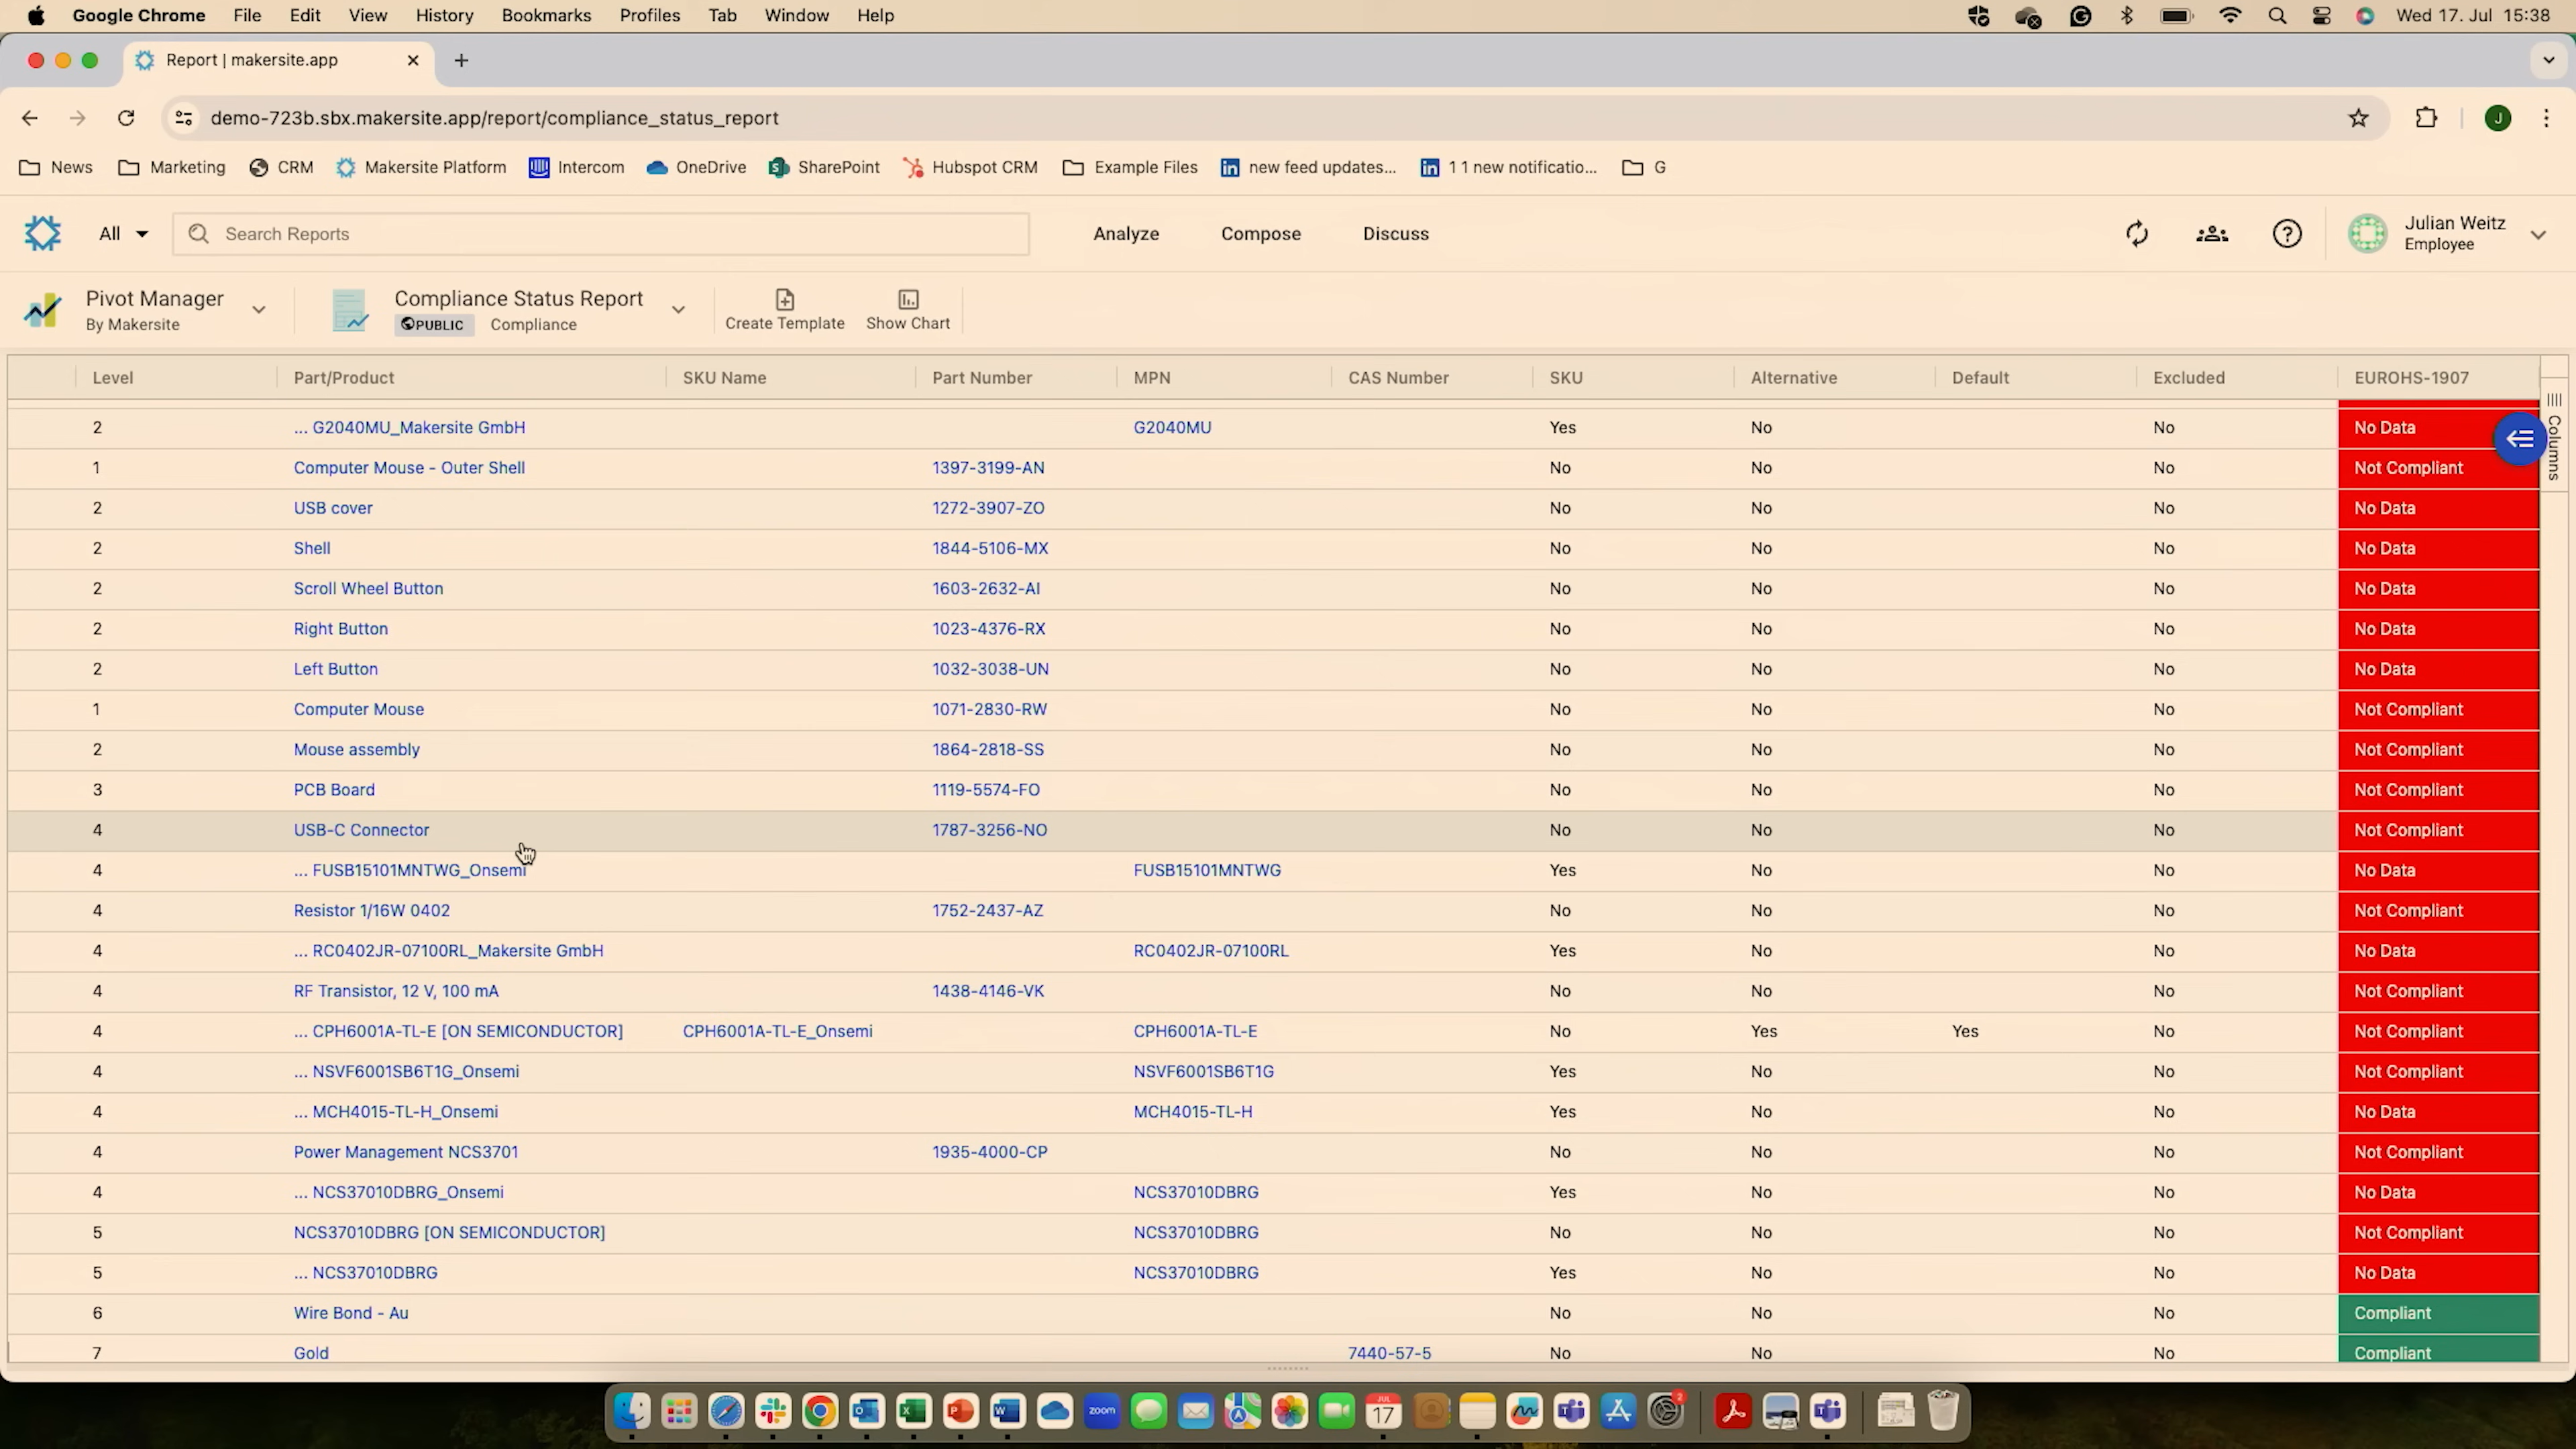 Google Chrome File Edit View History Bookmarks Profiles Tab Window Help Wed 17. Jul 15:38
Report | makersite.app
demo-723b.sbx.makersite.app/report/compliance_status_report J
News Marketing CRM Makersite Platform Intercom OneDrive SharePoint Hubspot CRM Example Files new feed updates... 1 1 new notificatio... G
All Search Reports Analyze Compose Discuss Julian Weitz
Employee
Pivot Manager Compliance Status Report
By Makersite PUBLIC Compliance Create Template Show Chart
Level Part/Product SKU Name Part Number MPN CAS Number SKU Alternative Default Excluded EUROHS-1907
Columns
2 ... G2040MU_Makersite GmbH G2040MU Yes No No No Data
1 Computer Mouse - Outer Shell 1397-3199-AN No No No Not Compliant
2 USB cover 1272-3907-ZO No No No No Data
2 Shell 1844-5106-MX No No No No Data
2 Scroll Wheel Button 1603-2632-AI No No No No Data
2 Right Button 1023-4376-RX No No No No Data
2 Left Button 1032-3038-UN No No No No Data
1 Computer Mouse 1071-2830-RW No No No Not Compliant
2 Mouse assembly 1864-2818-SS No No No Not Compliant
3 PCB Board 1119-5574-FO No No No Not Compliant
4 USB-C Connector 1787-3256-NO No No No Not Compliant
4 ... FUSB15101MNTWG_Onsemi FUSB15101MNTWG Yes No No No Data
4 Resistor 1/16W 0402 1752-2437-AZ No No No Not Compliant
4 ... RC0402JR-07100RL_Makersite GmbH RC0402JR-07100RL Yes No No No Data
4 RF Transistor, 12 V, 100 mA 1438-4146-VK No No No Not Compliant
4 ... CPH6001A-TL-E [ON SEMICONDUCTOR] CPH6001A-TL-E_Onsemi CPH6001A-TL-E No Yes Yes No Not Compliant
4 ... NSVF6001SB6T1G_Onsemi NSVF6001SB6T1G Yes No No Not Compliant
4 ... MCH4015-TL-H_Onsemi MCH4015-TL-H Yes No No No Data
4 Power Management NCS3701 1935-4000-CP No No No Not Compliant
4 ... NCS37010DBRG_Onsemi NCS37010DBRG Yes No No No Data
5 NCS37010DBRG [ON SEMICONDUCTOR] NCS37010DBRG No No No Not Compliant
5 ... NCS37010DBRG NCS37010DBRG Yes No No No Data
6 Wire Bond - Au No No No Compliant
7 Gold 7440-57-5 No No No Compliant
zoom JUL 17 2